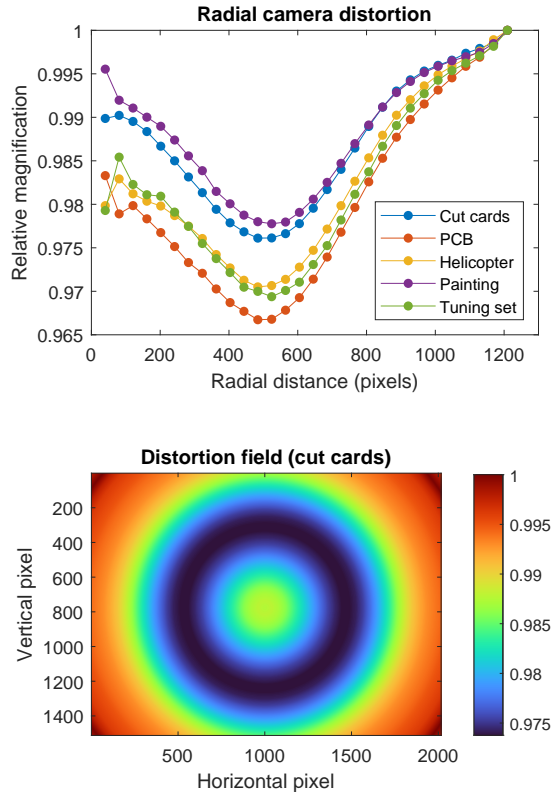 Radial camera distortion
1
0.995
0.99
0.985
0.98
0.975
0.97
0.965
Relative magnification
Cut cards
PCB
Helicopter
Painting
Tuning set
0 200 400 600 800 1000 1200
Radial distance (pixels)
Distortion field (cut cards)
200
400
600
800
1000
1200
1400
Vertical pixel
500 1000 1500 2000
Horizontal pixel
1
0.995
0.99
0.985
0.98
0.975